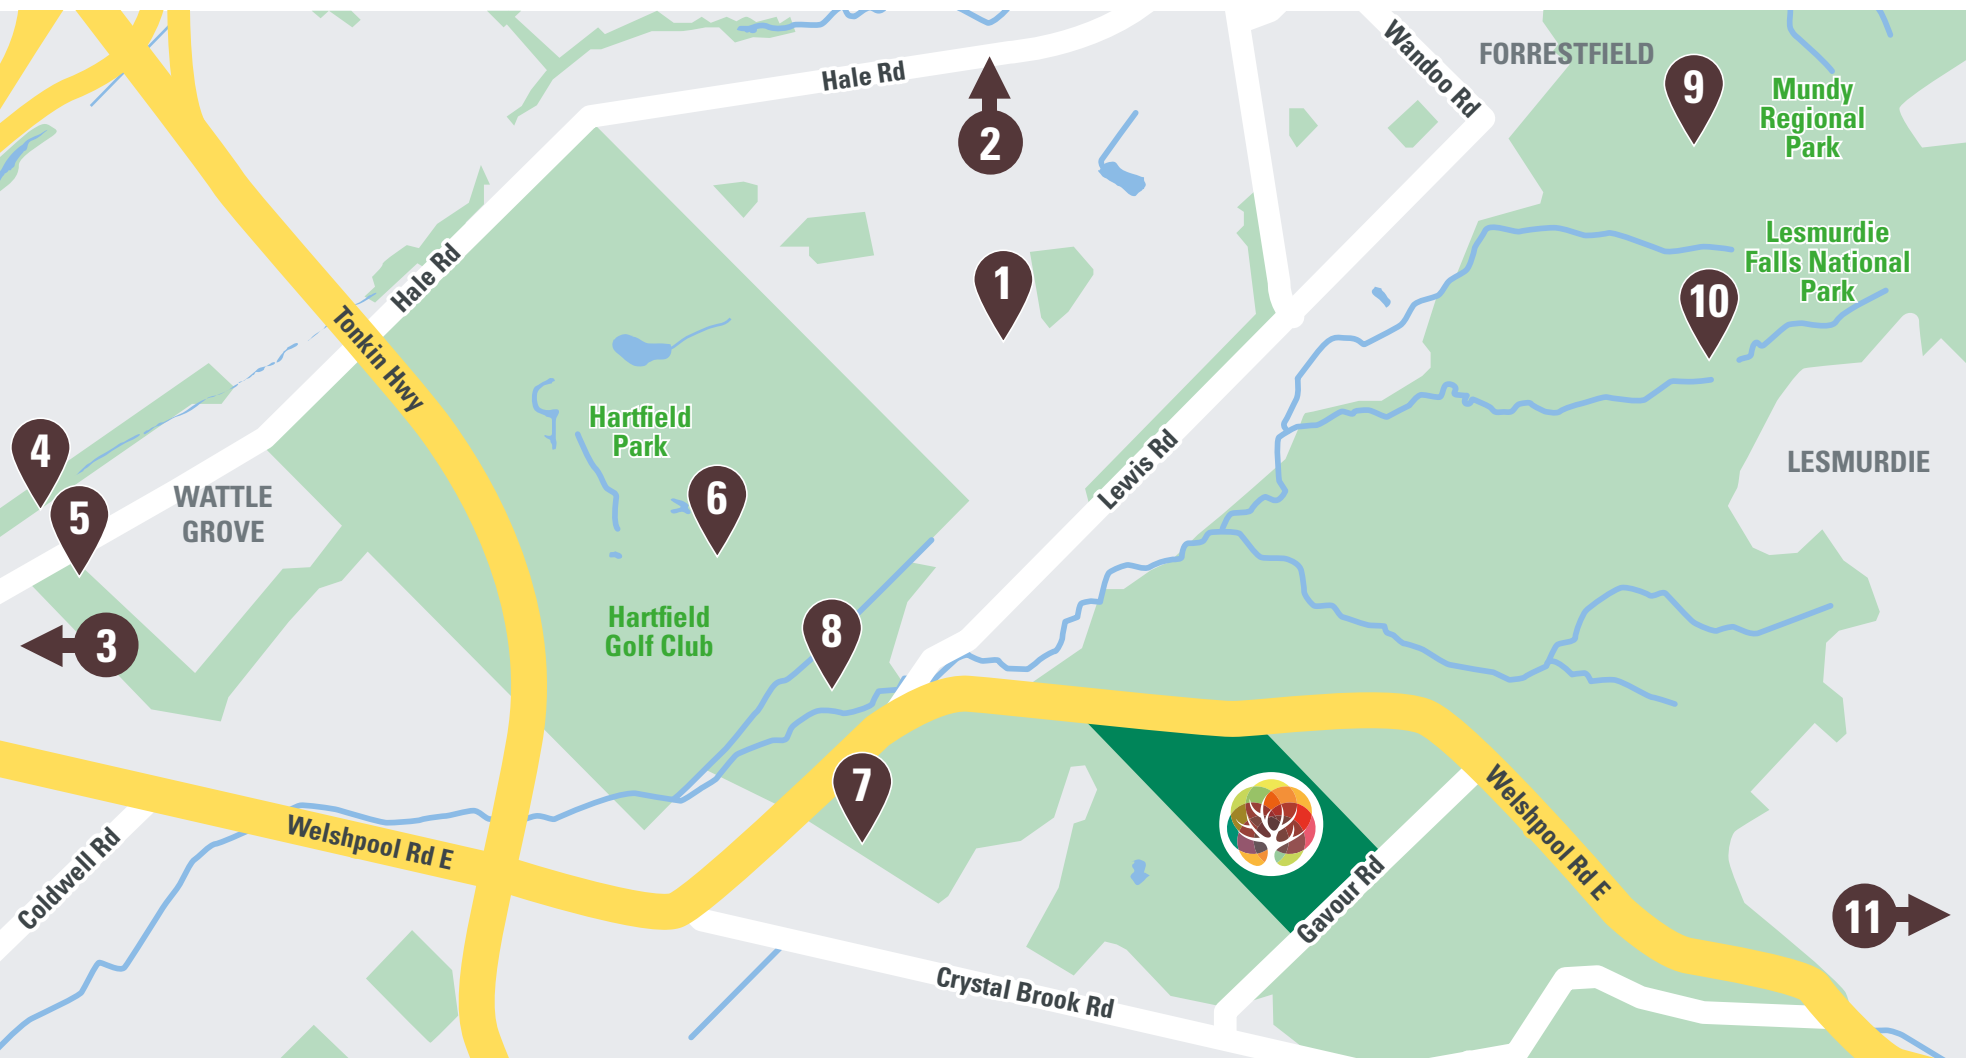 Wandoo Rd
FORRESTFIELD
Hale Rd
9
Mundy
Regional
Park
2
Lesmurdie
Falls National
Park
Hale Rd
1
10
Tonkin Hwy
Hartfield
Park
4
Lewis Rd
LESMURDIE
WATTLE
GROVE
5
6
Hartfield
Golf Club
8
3
7
Welshpool Rd E
Welshpool Rd E
Coldwell Rd
Gavour Rd
11
Crystal Brook Rd